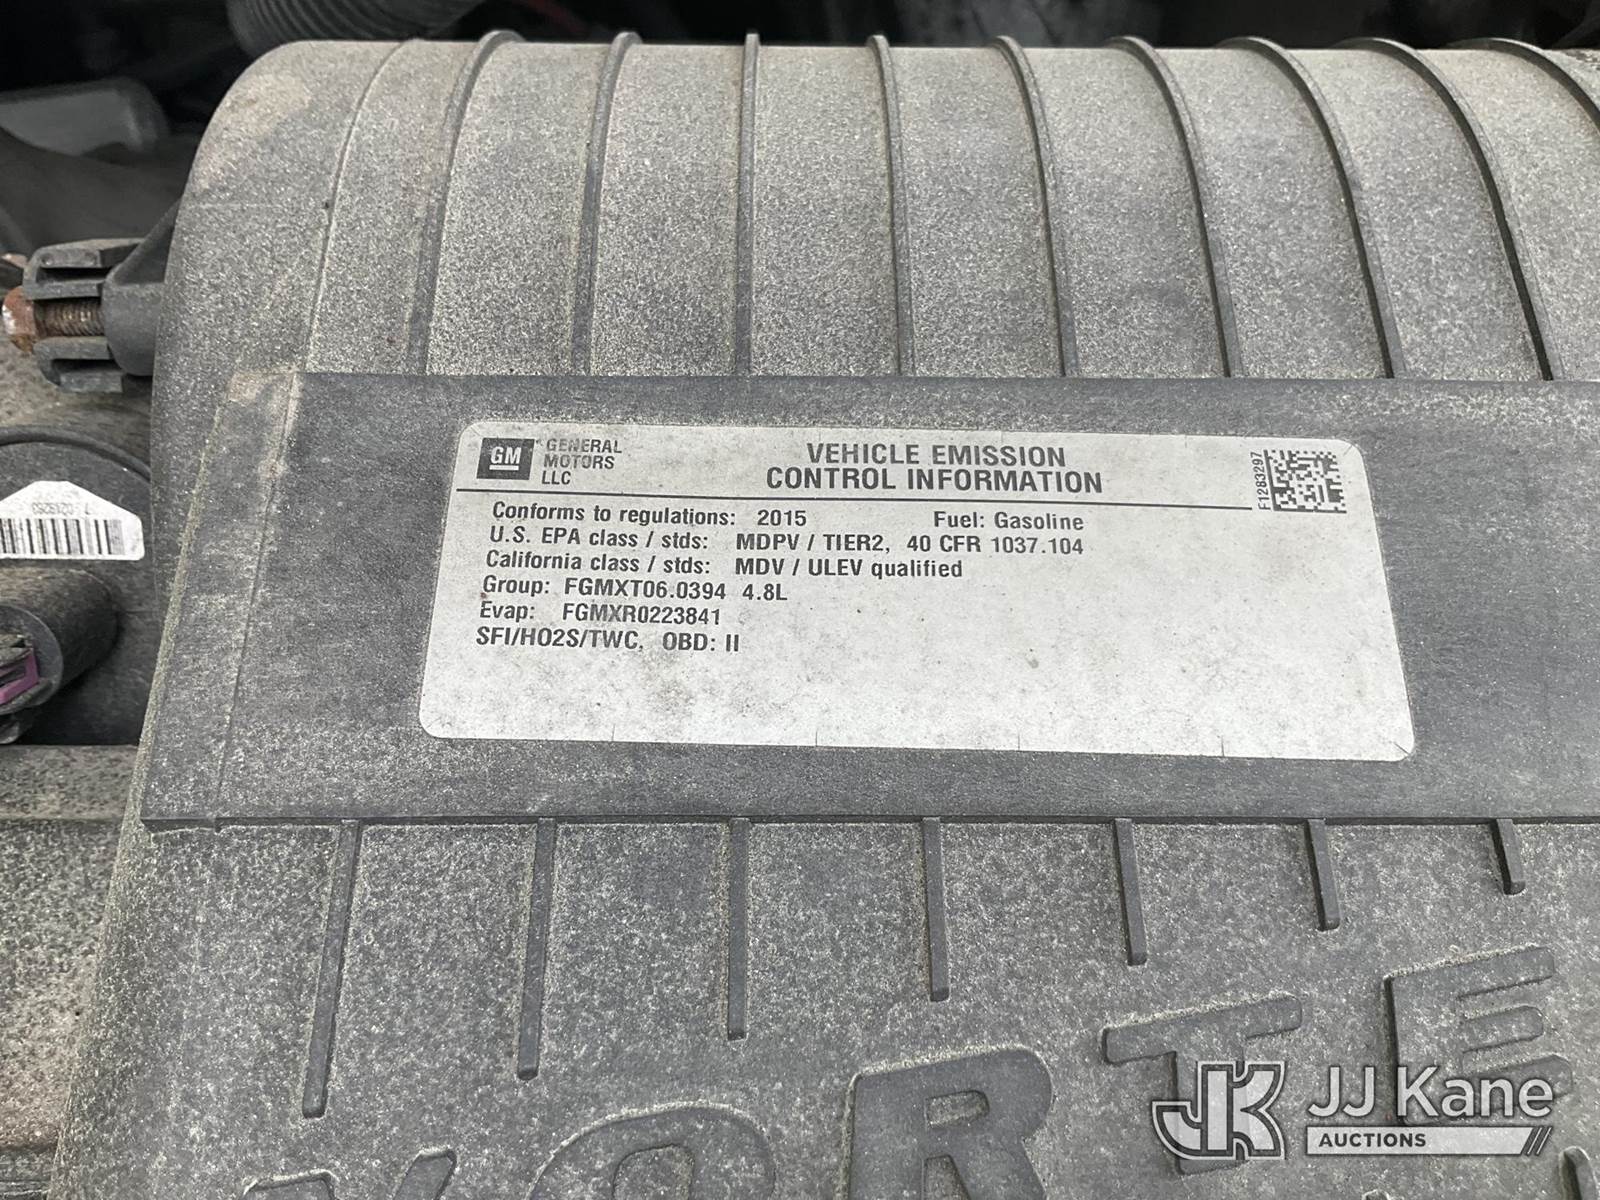 GM
GENERAL
MOTORS
LLC
VEHICLE EMISSION
CONTROL INFORMATION
F1283297
Conforms to regulations: 2015 Fuel: Gasoline
U.S. EPA class / stds: MDPV / TIER2, 40 CFR 1037.104
California class / stds: MDV / ULEV qualified
Group: FGMXT06.0394 4.8L
Evap: FGMXR0223841
SFI/HO2S/TWC, OBD: II
VORTE
JK
JJ Kane
AUCTIONS